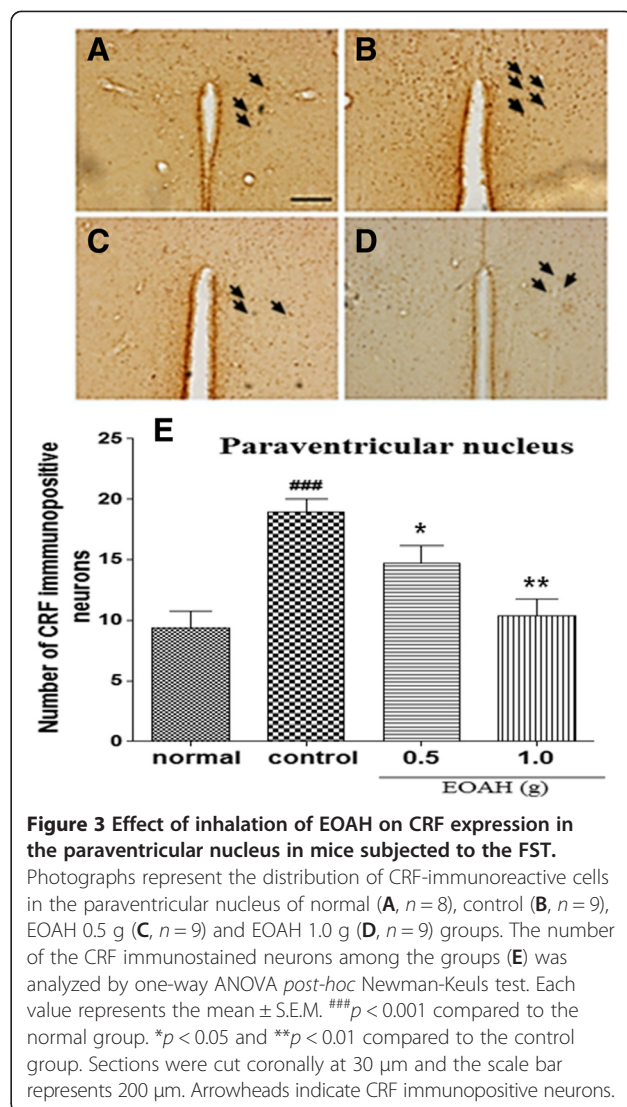 A
B
C
D
E
Paraventricular nucleus
Number of CRF immmunopositive
neurons
25
20
15
10
5
0
###
*
**
normal
control
0.5
1.0
EOAH (g)
Figure 3 Effect of inhalation of EOAH on CRF expression in
the paraventricular nucleus in mice subjected to the FST.
Photographs represent the distribution of CRF-immunoreactive cells
in the paraventricular nucleus of normal (A, n = 8), control (B, n = 9),
EOAH 0.5 g (C, n = 9) and EOAH 1.0 g (D, n = 9) groups. The number
of the CRF immunostained neurons among the groups (E) was
analyzed by one-way ANOVA post-hoc Newman-Keuls test. Each
value represents the mean ± S.E.M. ###p < 0.001 compared to the
normal group. *p < 0.05 and **p < 0.01 compared to the control
group. Sections were cut coronally at 30 μm and the scale bar
represents 200 μm. Arrowheads indicate CRF immunopositive neurons.